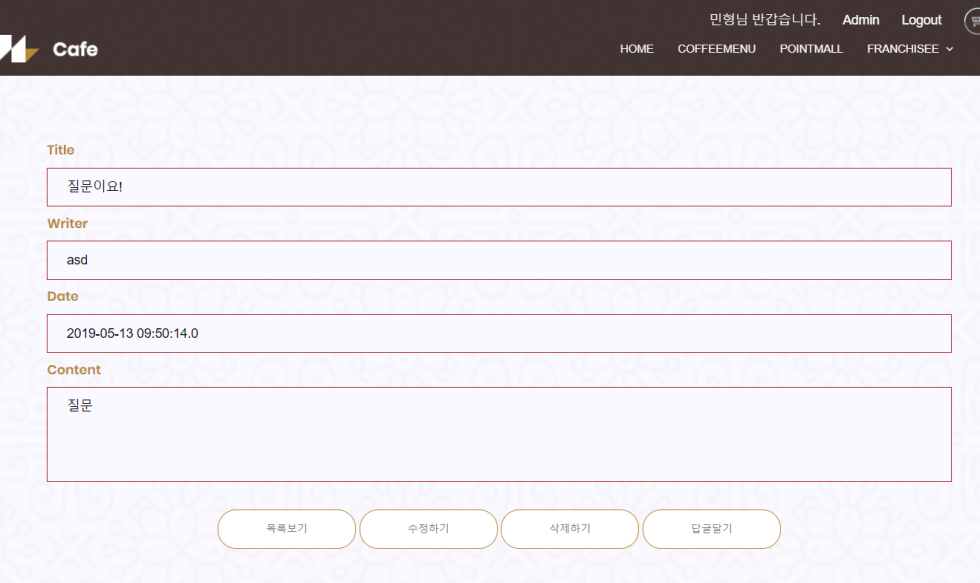 민형님 반갑습니다. Admin Logout
Cafe
HOME COFFEEMENU POINTMALL FRANCHISEE
Title
질문이요!
Writer
asd
Date
2019-05-13 09:50:14.0
Content
질문
목록보기 수정하기 삭제하기 답글달기